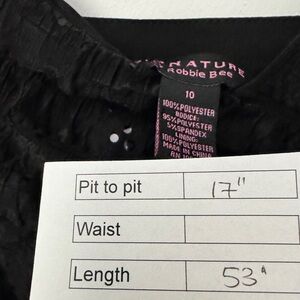 NATURE
Robbie Bee
10
100%POLYESTER
BODICE:
95%POLYESTER
5%SPANDEX
LINING:
100%POLYESTER
MADE IN CHINA
RN
Pit to pit 17"
Waist
Length 53"